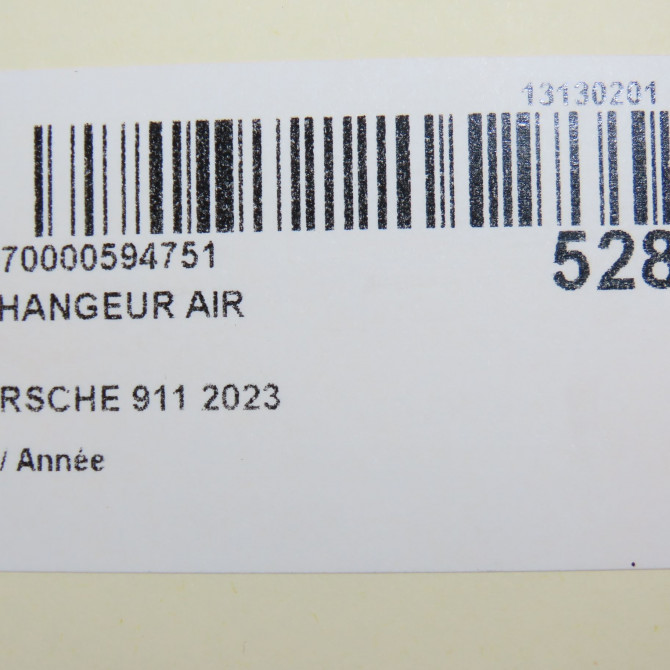 13130201
70000594751
528
HANGEUR AIR
RSCHE 911 2023
/ Année